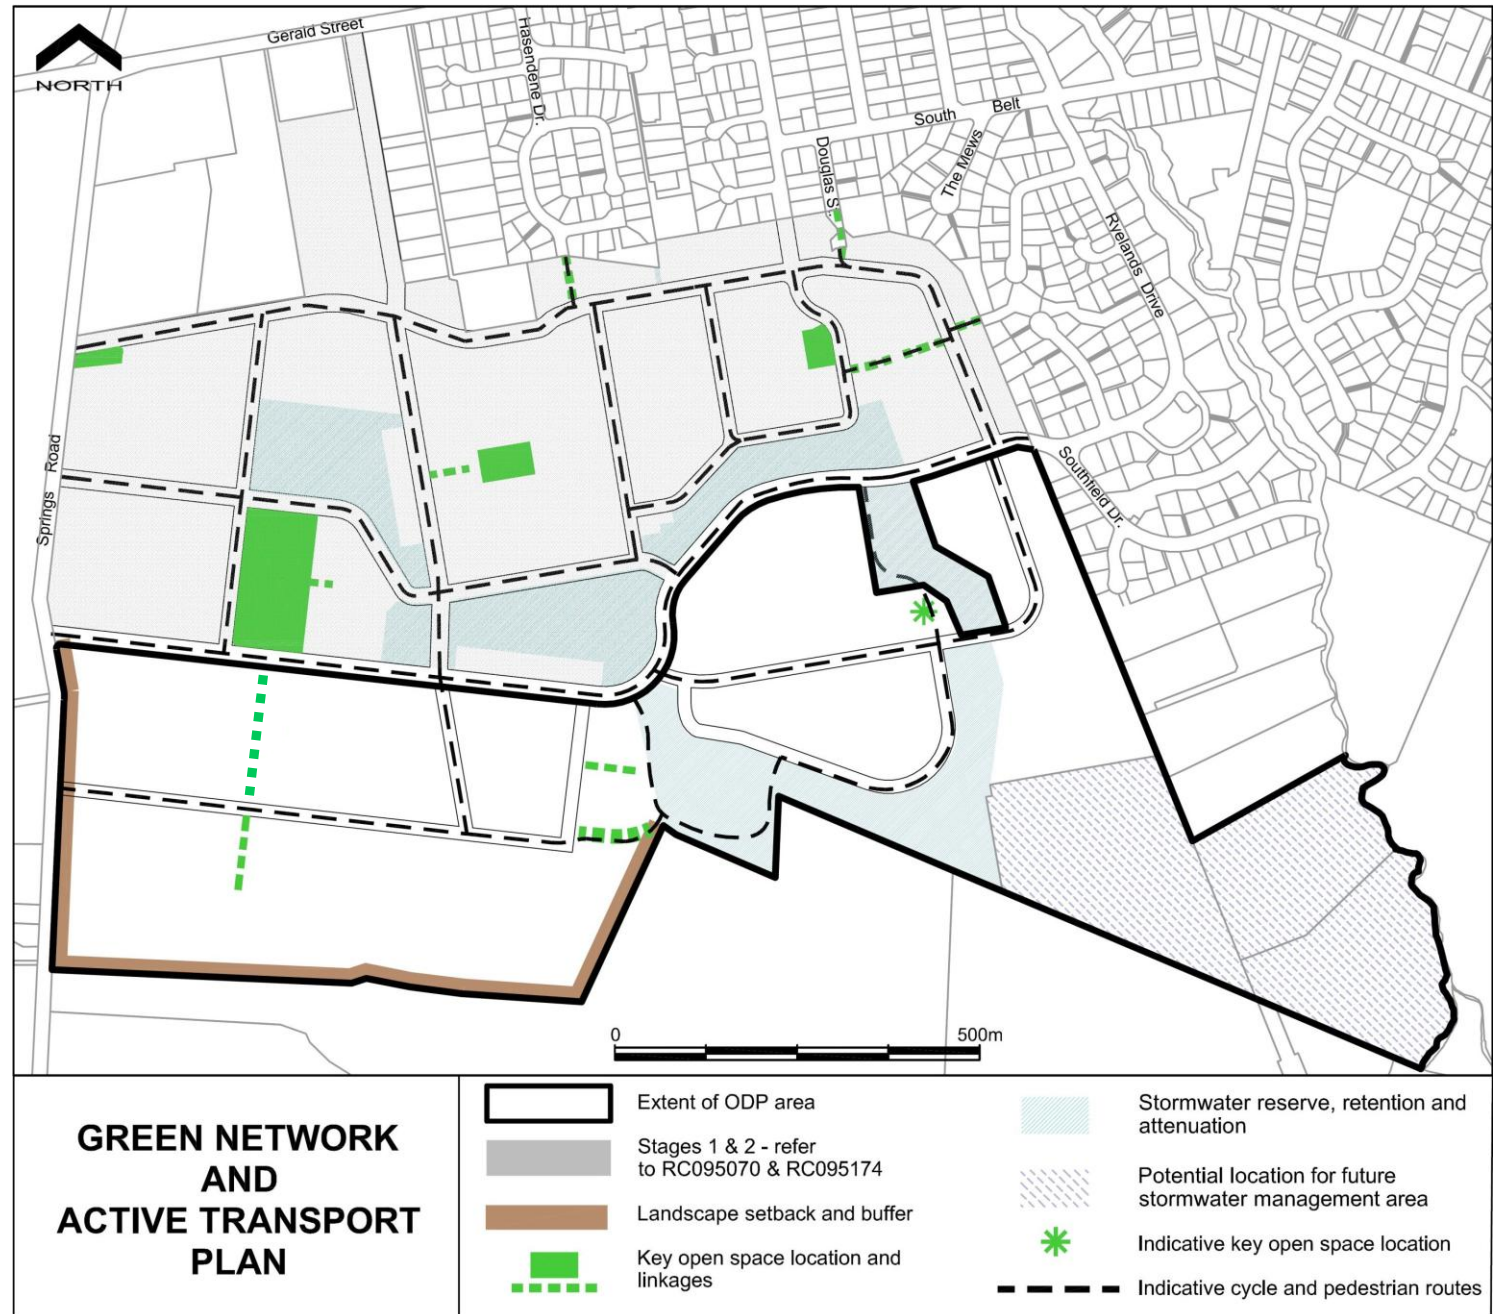 NORTH
Gerald Street
Hasendene Dr.
South Belt
The Mews
Douglas S.
Ryelands Drive
Springs Road
Southfield Dr.
0 500m
GREEN NETWORK
AND
ACTIVE TRANSPORT
PLAN
Extent of ODP area
Stages 1 & 2 - refer
to RC095070 & RC095174
Landscape setback and buffer
Key open space location and
linkages
Stormwater reserve, retention and
attenuation
Potential location for future
stormwater management area
Indicative key open space location
Indicative cycle and pedestrian routes